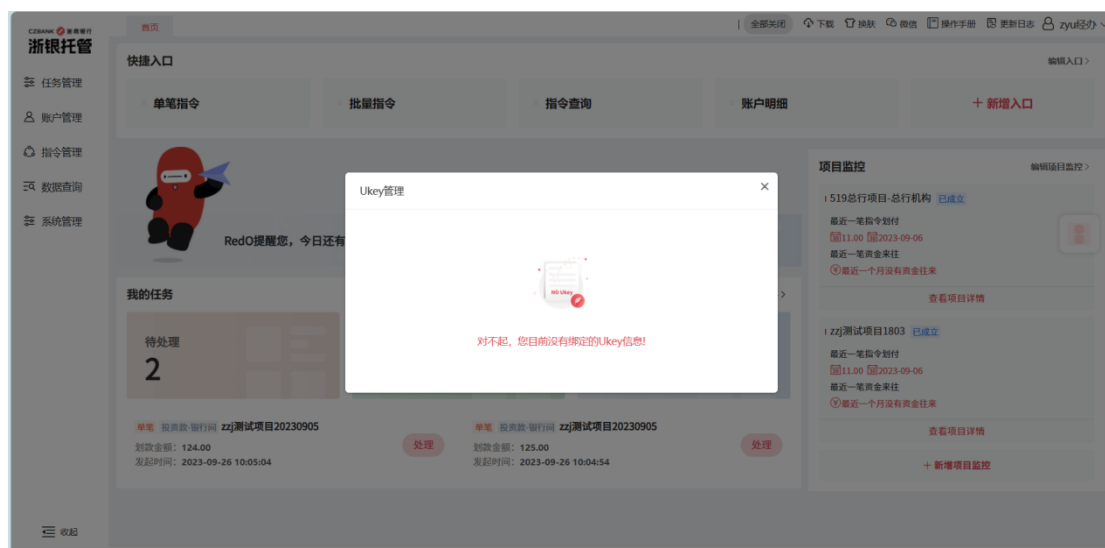 CZBANK 浙商银行
浙银托管
任务管理
账户管理
指令管理
数据查询
系统管理
收起
首页
全部关闭 下载 换肤 微信 操作手册 更新日志 zyul经办
快捷入口
编辑入口 >
单笔指令
批量指令
指令查询
账户明细
+ 新增入口
RedO提醒您，今日还有
Ukey管理
NO Ukey
对不起，您目前没有绑定的Ukey信息!
我的任务
待处理
2
单笔 投资款-银行间 zzj测试项目20230905
划款金额：124.00
发起时间：2023-09-26 10:05:04
处理
单笔 投资款-银行间 zzj测试项目20230905
划款金额：125.00
发起时间：2023-09-26 10:04:54
处理
项目监控
编辑项目监控 >
519总行项目-总行机构 已成立
最近一笔指令划付
11.00 2023-09-06
最近一笔资金来往
最近一个月没有资金往来
查看项目详情
zzj测试项目1803 已成立
最近一笔指令划付
11.00 2023-09-06
最近一笔资金来往
最近一个月没有资金往来
查看项目详情
+ 新增项目监控